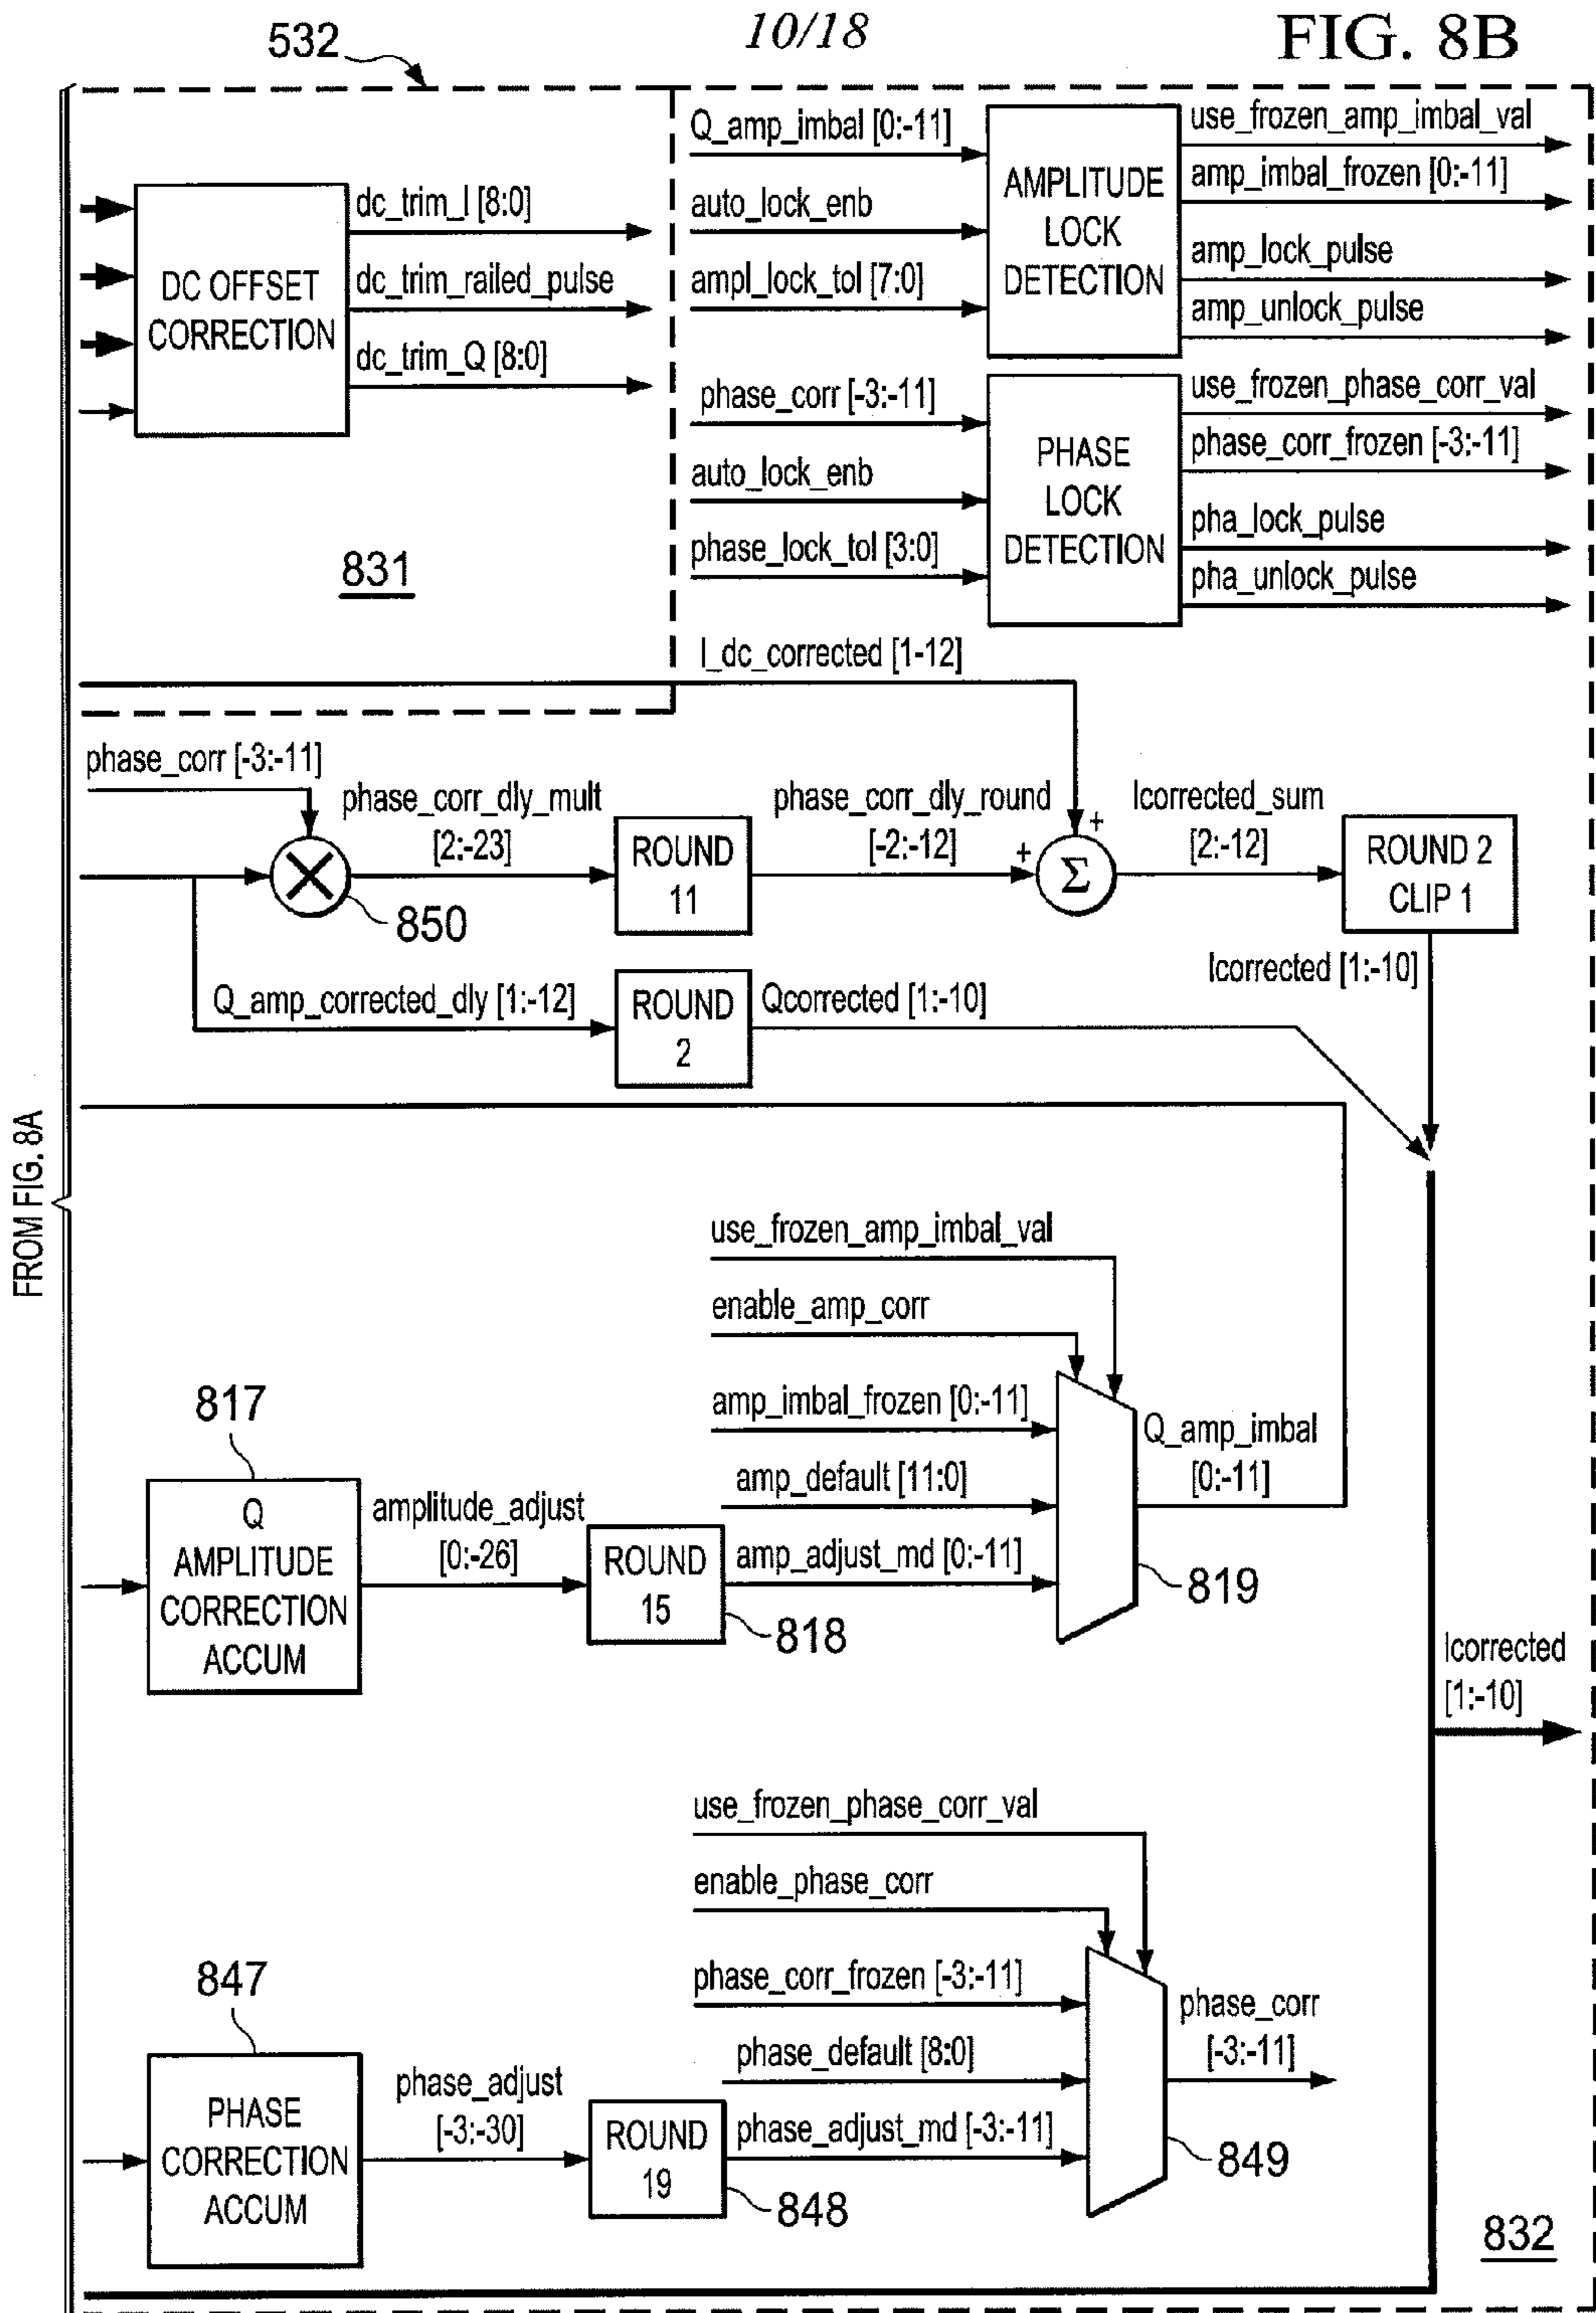 10/18
FIG. 8B
532
DC OFFSET
CORRECTION
dc_trim_I [8:0]
dc_trim_railed_pulse
dc_trim_Q [8:0]
831
Q_amp_imbal [0:-11]
auto_lock_enb
ampl_lock_tol [7:0]
AMPLITUDE
LOCK
DETECTION
use_frozen_amp_imbal_val
amp_imbal_frozen [0:-11]
amp_lock_pulse
amp_unlock_pulse
phase_corr [-3:-11]
auto_lock_enb
phase_lock_tol [3:0]
PHASE
LOCK
DETECTION
use_frozen_phase_corr_val
phase_corr_frozen [-3:-11]
pha_lock_pulse
pha_unlock_pulse
I_dc_corrected [1-12]
phase_corr [-3:-11]
850
phase_corr_dly_mult
[2:-23]
ROUND
11
phase_corr_dly_round
[-2:-12]
+
+
Σ
Icorrected_sum
[2:-12]
ROUND 2
CLIP 1
Icorrected [1:-10]
Q_amp_corrected_dly [1:-12]
ROUND
2
Qcorrected [1:-10]
FROM FIG. 8A
use_frozen_amp_imbal_val
enable_amp_corr
amp_imbal_frozen [0:-11]
amp_default [11:0]
amp_adjust_md [0:-11]
817
Q
AMPLITUDE
CORRECTION
ACCUM
amplitude_adjust
[0:-26]
ROUND
15
818
819
Q_amp_imbal
[0:-11]
Icorrected
[1:-10]
use_frozen_phase_corr_val
enable_phase_corr
phase_corr_frozen [-3:-11]
phase_default [8:0]
phase_adjust_md [-3:-11]
847
PHASE
CORRECTION
ACCUM
phase_adjust
[-3:-30]
ROUND
19
848
849
phase_corr
[-3:-11]
832